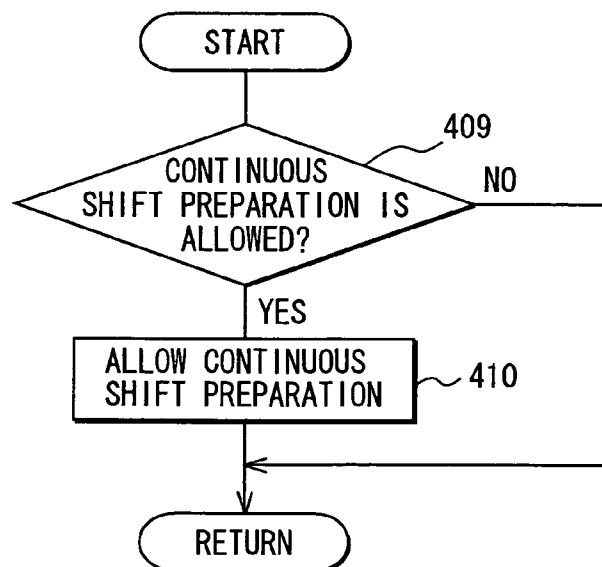 START
409
CONTINUOUS
SHIFT PREPARATION IS
ALLOWED?
NO
YES
ALLOW CONTINUOUS
SHIFT PREPARATION
410
RETURN